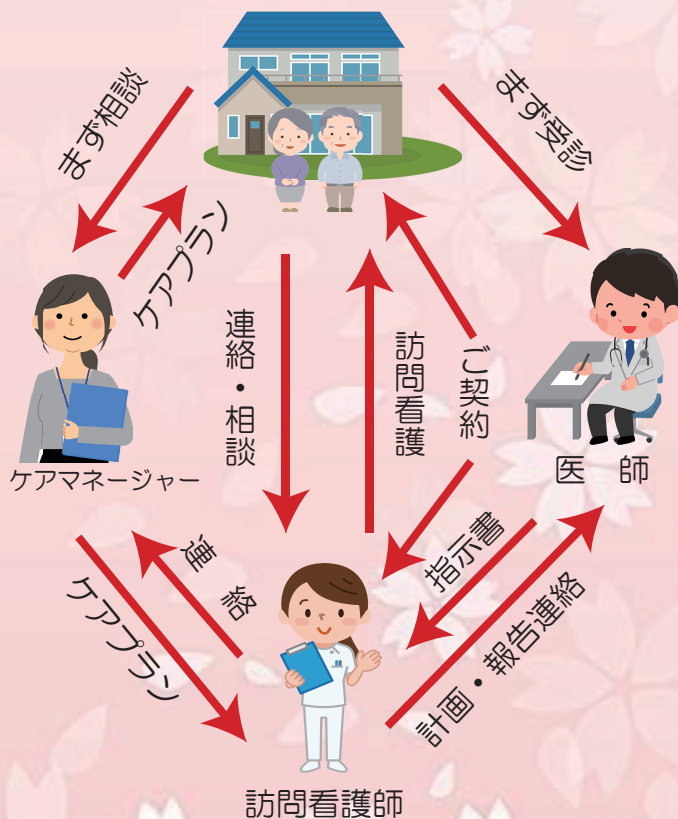 まず相談
まず受診
ケアプラン
連絡・相談
訪問看護
ご契約
ケアマネージャー
医　師
連　絡
ケアプラン
指示書
計画・報告連絡
訪問看護師